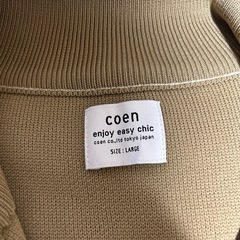 coen
enjoy easy chic
coen co.,ltd tokyo japan
SIZE : LARGE